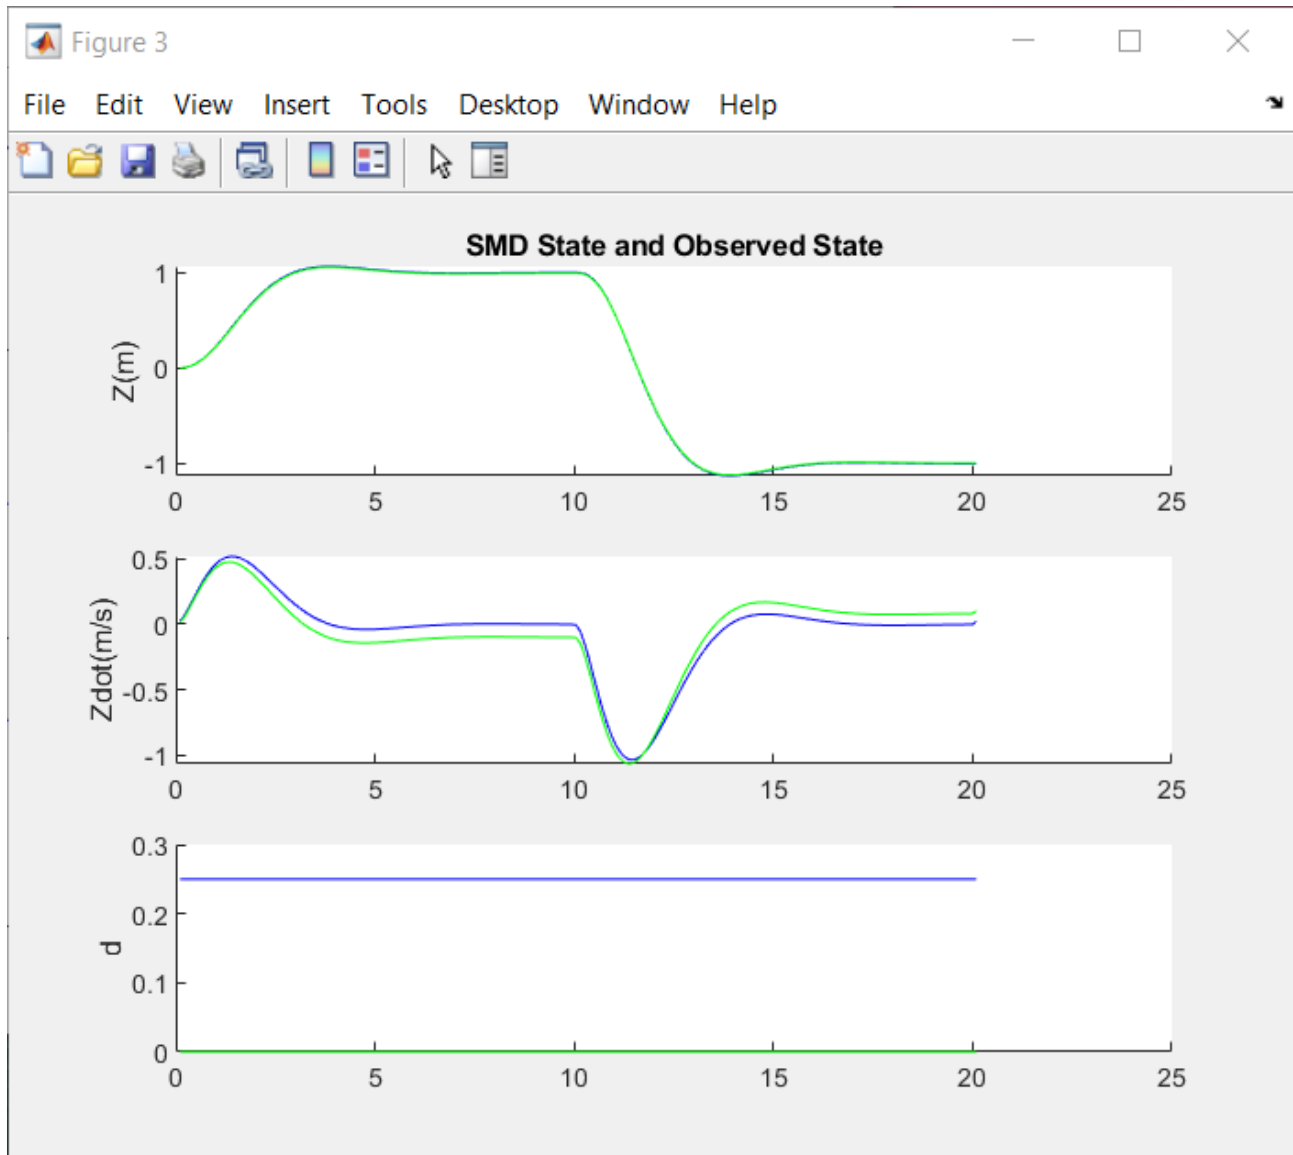 Figure 3
File Edit View Insert Tools Desktop Window Help
SMD State and Observed State
Z(m)
1
0
-1
0 5 10 15 20 25
Zdot(m/s)
0.5
0
-0.5
-1
0 5 10 15 20 25
d
0.3
0.2
0.1
0
0 5 10 15 20 25